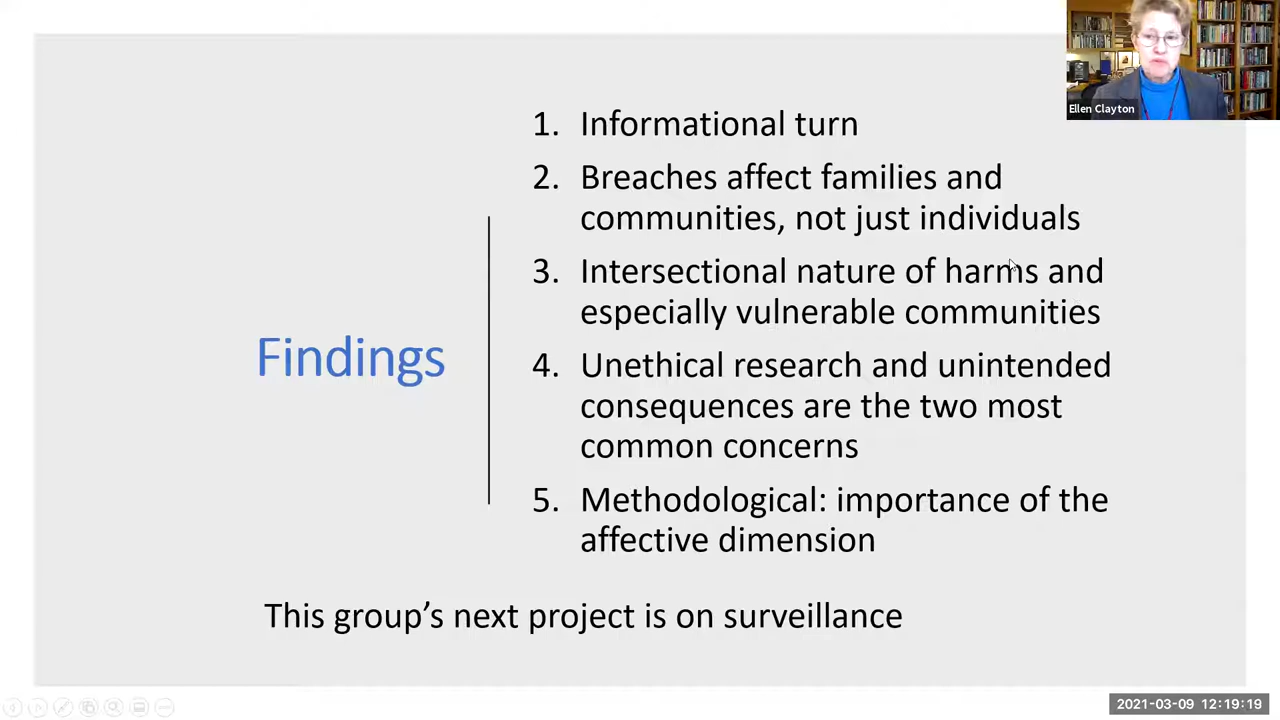 Ellen Clayton
1. Informational turn
2. Breaches affect families and
communities, not just individuals
3. Intersectional nature of harms and
especially vulnerable communities
Findings
4. Unethical research and unintended
consequences are the two most
common concerns
5. Methodological: importance of the
affective dimension
This group's next project is on surveillance
2021-03-09 12:19:19